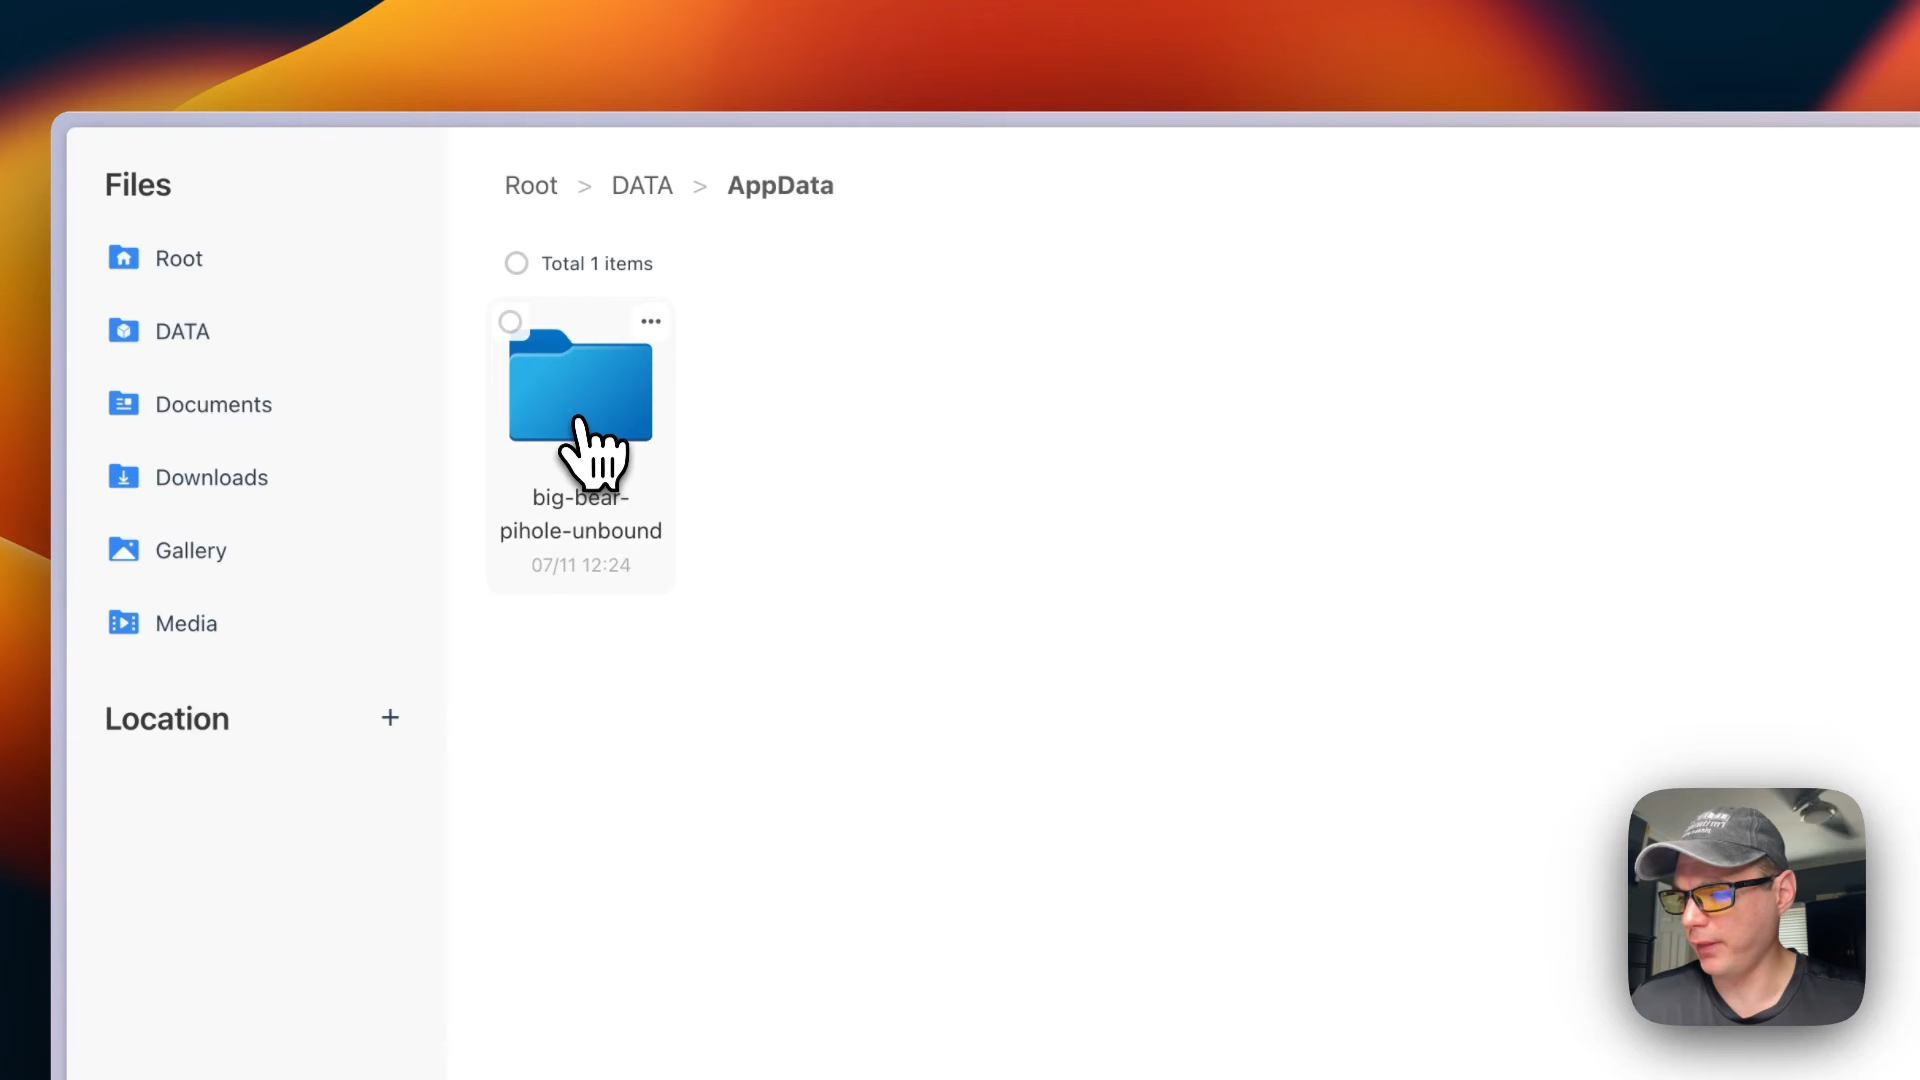 Files
Root
DATA
Documents
Downloads
Gallery
Media
Location
+
Root > DATA > AppData
Total 1 items
big-bear-
pihole-unbound
07/11 12:24